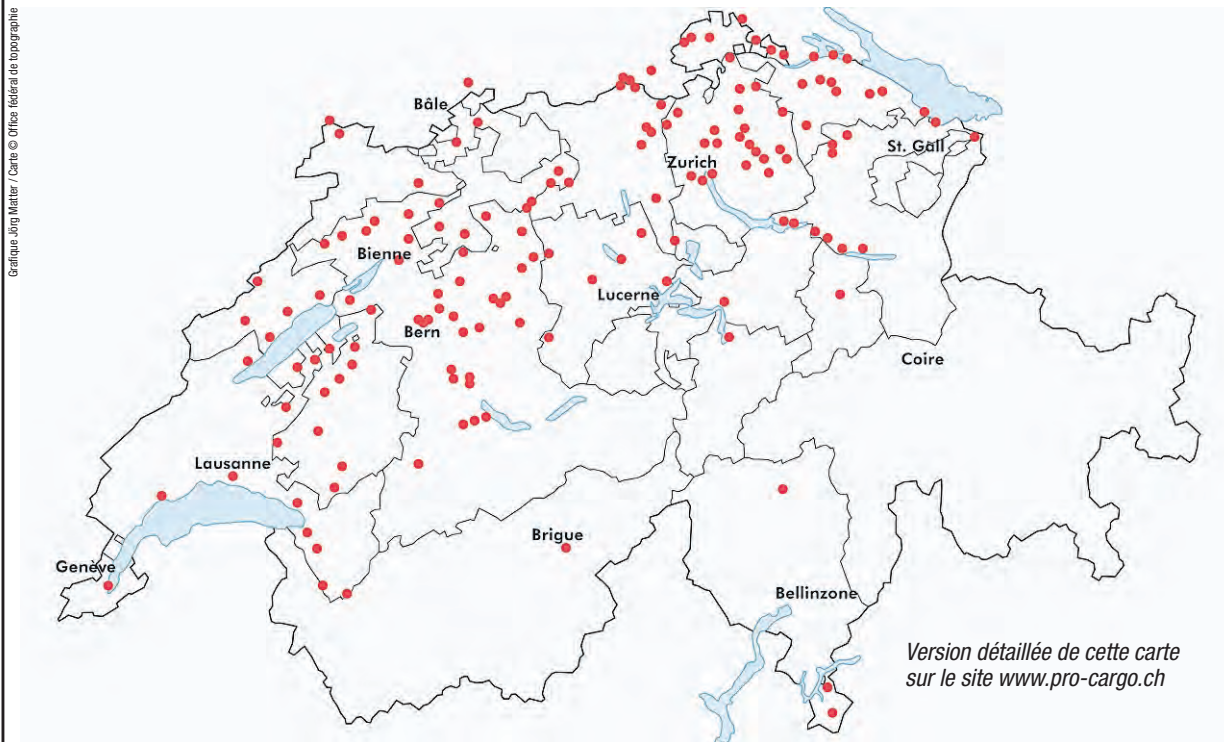 Grafique Jörg Matter / Carte © Office fédéral de topographie
Bâle
St. Gall
Zurich
Bienne
Lucerne
Bern
Coire
Lausanne
Brigue
Genève
Bellinzone
Version détaillée de cette carte
sur le site www.pro-cargo.ch